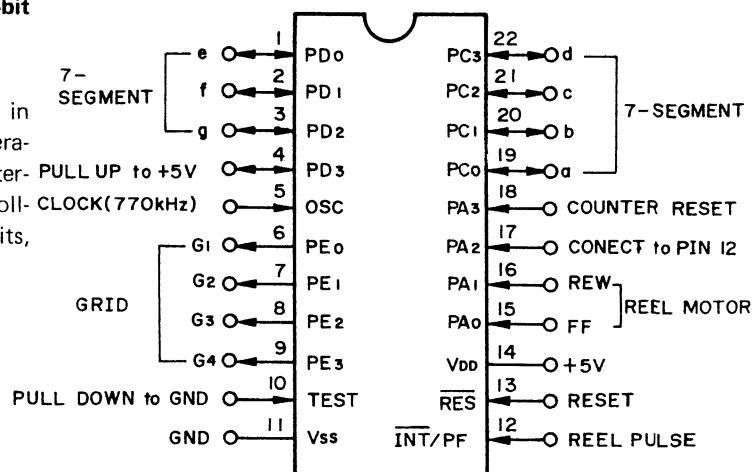 -bit
in
era-
ter-
oll-
its,
7-
SEGMENT
e 1 PD0
f 2 PD1
g 3 PD2
PULL UP to +5V 4 PD3
CLOCK(770kHz) 5 OSC
GRID
G1 6 PE0
G2 7 PE1
G3 8 PE2
G4 9 PE3
PULL DOWN to GND 10 TEST
GND 11 Vss
PC3 22 d
PC2 21 c
PC1 20 b
PC0 19 a
7-SEGMENT
PA3 18 COUNTER RESET
PA2 17 CONECT to PIN 12
PA1 16 REW
PA0 15 FF
REEL MOTOR
VDD 14 +5V
RES 13 RESET
INT/PF 12 REEL PULSE